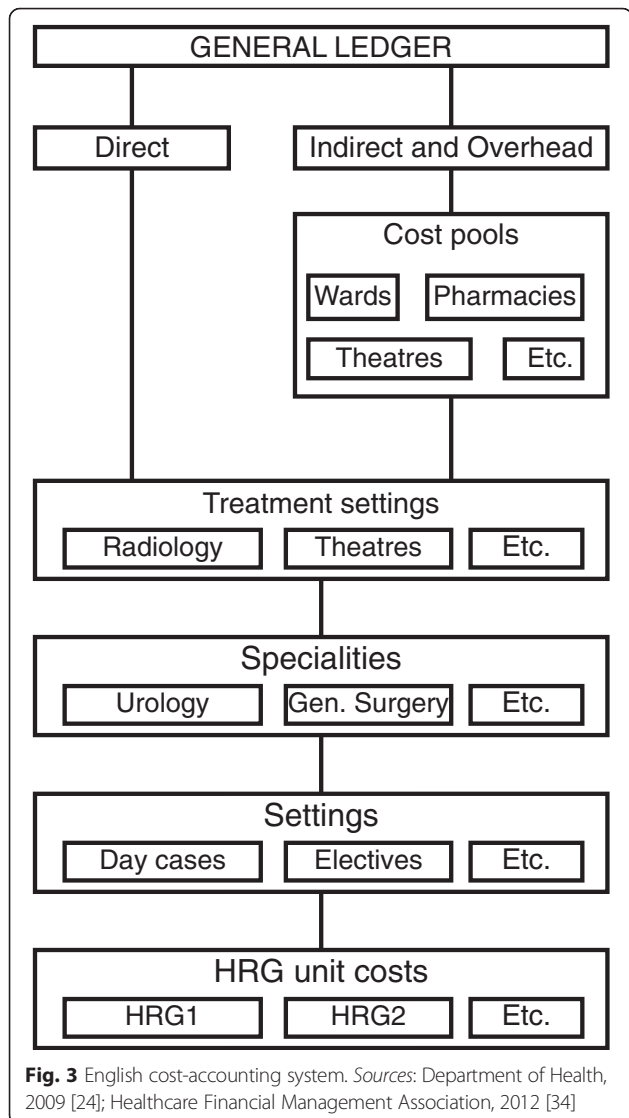 GENERAL LEDGER
Direct
Indirect and Overhead
Cost pools
Wards
Pharmacies
Theatres
Etc.
Treatment settings
Radiology
Theatres
Etc.
Specialities
Urology
Gen. Surgery
Etc.
Settings
Day cases
Electives
Etc.
HRG unit costs
HRG1
HRG2
Etc.
Fig. 3 English cost-accounting system. Sources: Department of Health,
2009 [24]; Healthcare Financial Management Association, 2012 [34]